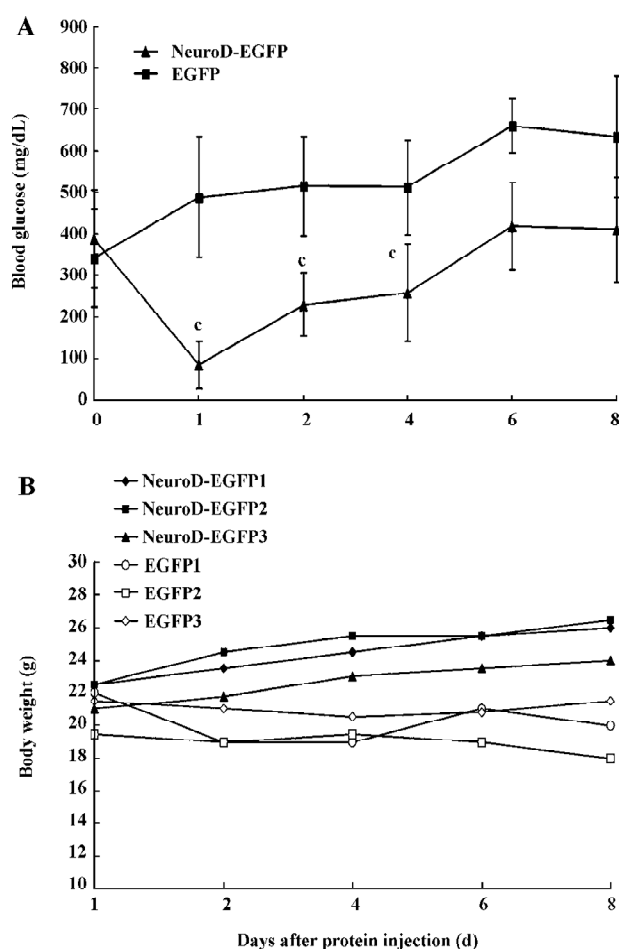 A
NeuroD-EGFP
EGFP
Blood glucose (mg/dL)
900
800
700
600
500
400
300
200
100
0
c
c
c
0 1 2 4 6 8
B
NeuroD-EGFP1
NeuroD-EGFP2
NeuroD-EGFP3
EGFP1
EGFP2
EGFP3
Body weight (g)
30
28
26
24
22
20
18
16
14
12
10
1 2 4 6 8
Days after protein injection (d)